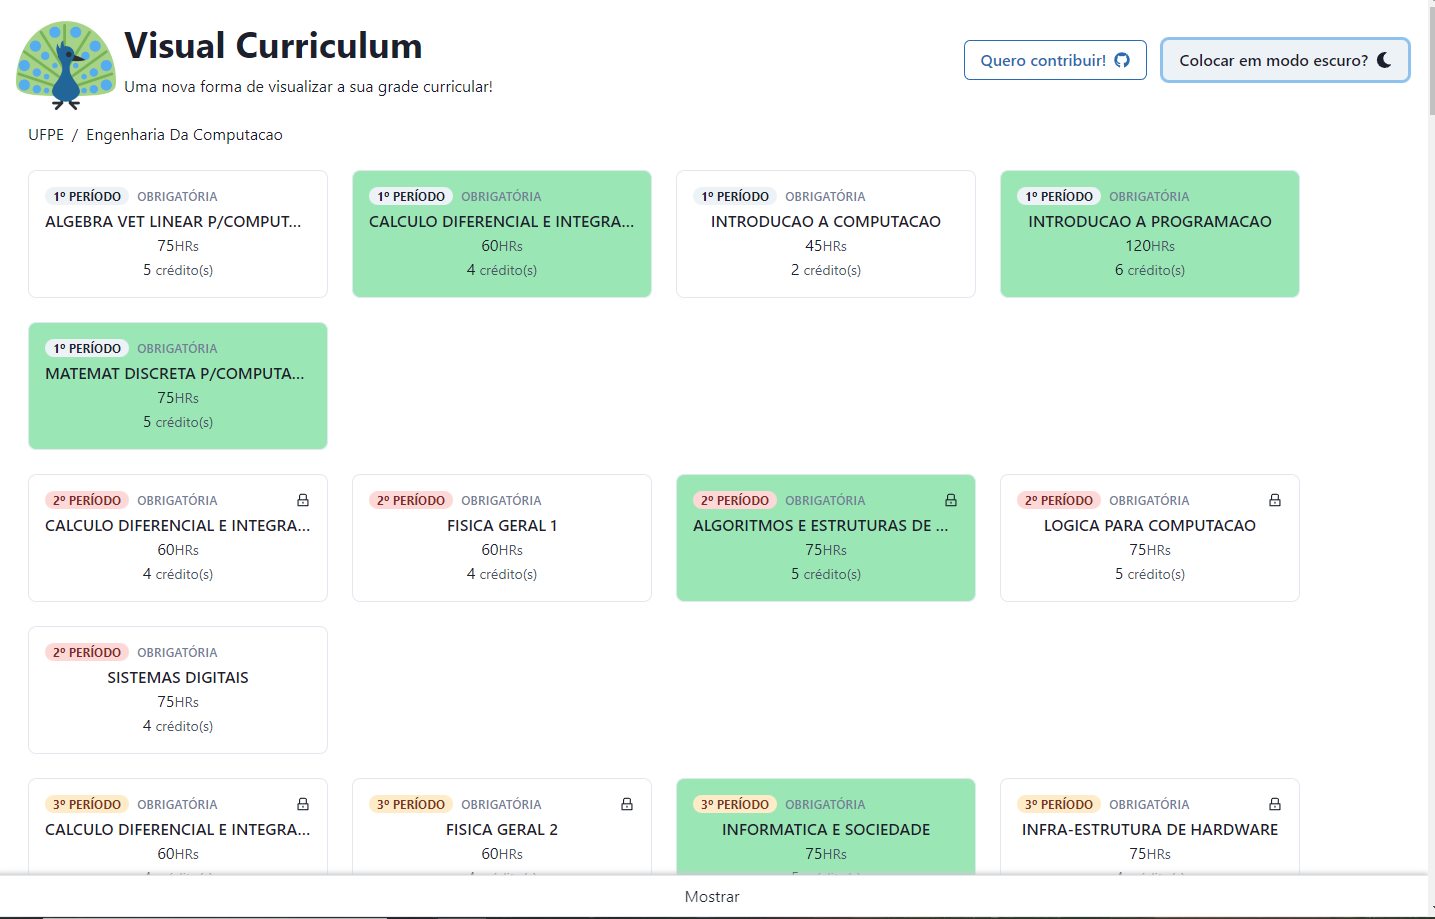 Visual Curriculum
Uma nova forma de visualizar a sua grade curricular!
Quero contribuir!
Colocar em modo escuro?
UFPE / Engenharia Da Computacao
1º PERÍODO OBRIGATÓRIA
ALGEBRA VET LINEAR P/COMPUT...
75HRs
5 crédito(s)
1º PERÍODO OBRIGATÓRIA
CALCULO DIFERENCIAL E INTEGRA...
60HRs
4 crédito(s)
1º PERÍODO OBRIGATÓRIA
INTRODUCAO A COMPUTACAO
45HRs
2 crédito(s)
1º PERÍODO OBRIGATÓRIA
INTRODUCAO A PROGRAMACAO
120HRs
6 crédito(s)
1º PERÍODO OBRIGATÓRIA
MATEMAT DISCRETA P/COMPUTA...
75HRs
5 crédito(s)
2º PERÍODO OBRIGATÓRIA
CALCULO DIFERENCIAL E INTEGRA...
60HRs
4 crédito(s)
2º PERÍODO OBRIGATÓRIA
FISICA GERAL 1
60HRs
4 crédito(s)
2º PERÍODO OBRIGATÓRIA
ALGORITMOS E ESTRUTURAS DE ...
75HRs
5 crédito(s)
2º PERÍODO OBRIGATÓRIA
LOGICA PARA COMPUTACAO
75HRs
5 crédito(s)
2º PERÍODO OBRIGATÓRIA
SISTEMAS DIGITAIS
75HRs
4 crédito(s)
3º PERÍODO OBRIGATÓRIA
CALCULO DIFERENCIAL E INTEGRA...
60HRs
3º PERÍODO OBRIGATÓRIA
FISICA GERAL 2
60HRs
3º PERÍODO OBRIGATÓRIA
INFORMATICA E SOCIEDADE
75HRs
3º PERÍODO OBRIGATÓRIA
INFRA-ESTRUTURA DE HARDWARE
75HRs
Mostrar